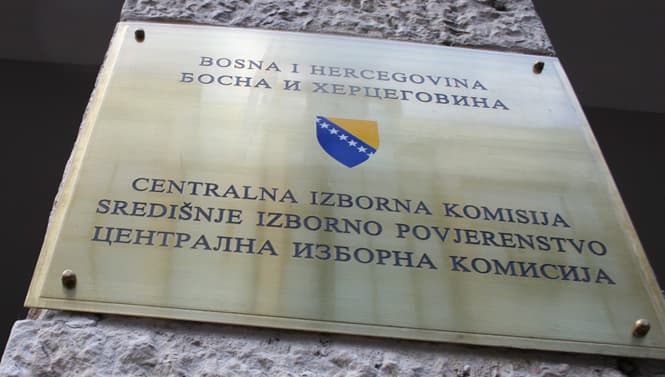 BOSNA I HERCEGOVINA
БОСНА И ХЕРЦЕГОВИНА
CENTRALNA IZBORNA KOMISIJA
SREDIŠNJE IZBORNO POVJERENSTVO
ЦЕНТРАЛНА ИЗБОРНА КОМИСИЈА